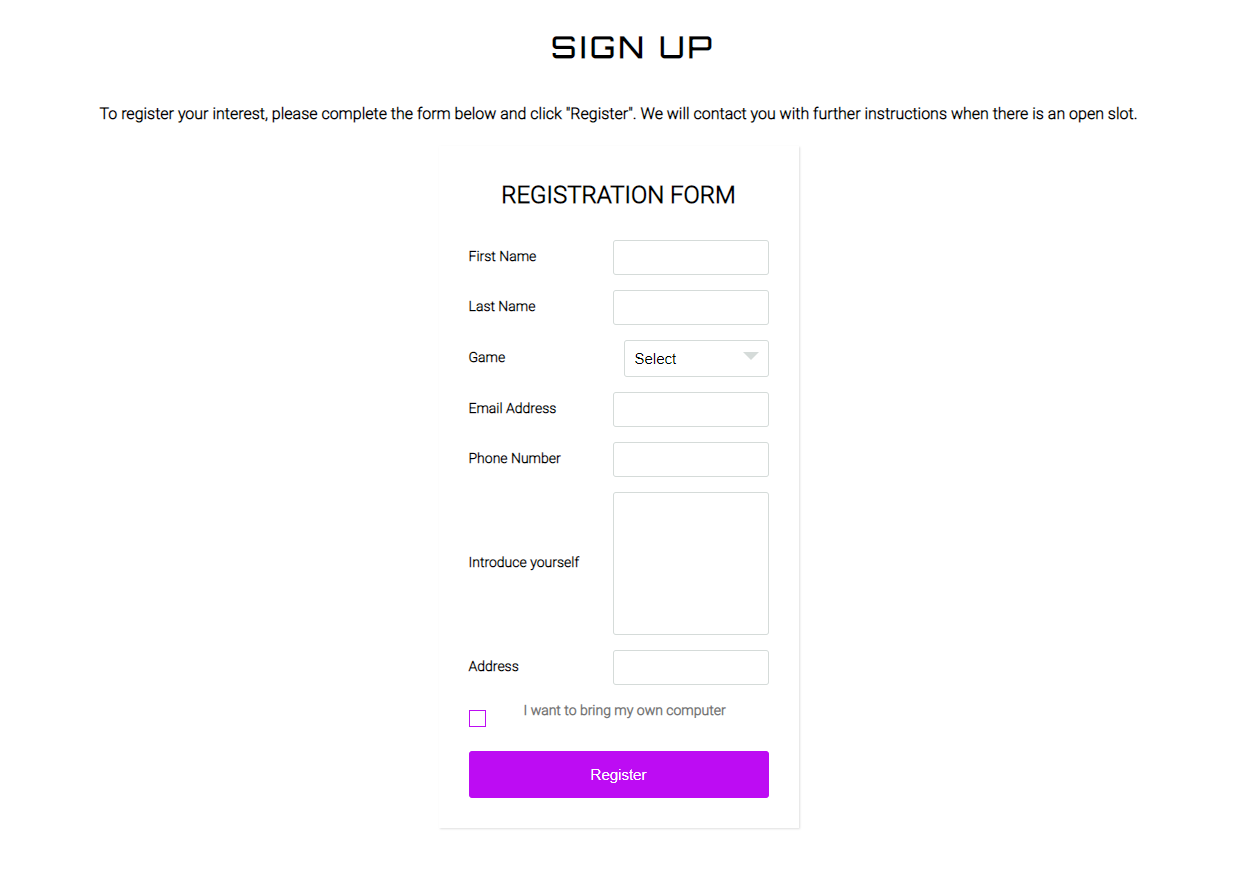 SIGN UP
To register your interest, please complete the form below and click "Register". We will contact you with further instructions when there is an open slot.
REGISTRATION FORM
First Name
Last Name
Game Select
Email Address
Phone Number
Introduce yourself
Address
I want to bring my own computer
Register